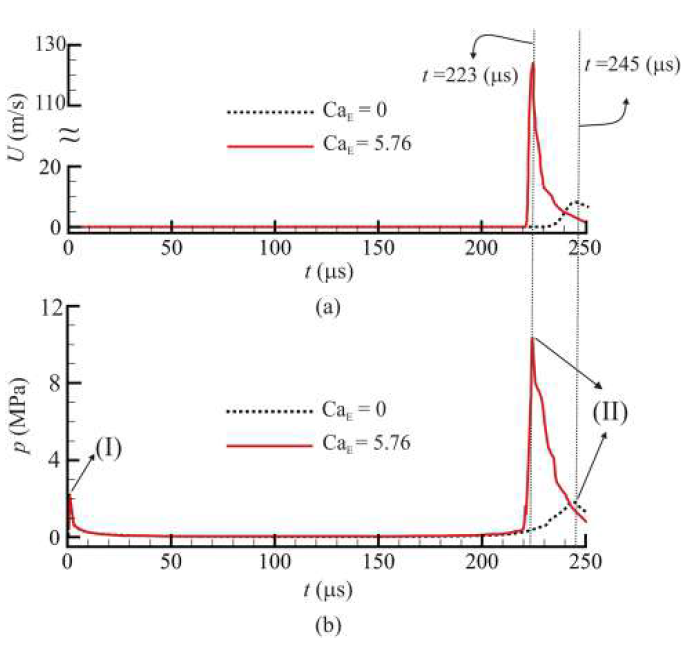 130
110
20
0
U (m/s)
≈
t =223 (μs)
t =245 (μs)
Ca_E = 0
Ca_E = 5.76
0 50 100 150 200 250
t (μs)
(a)
12
8
4
0
p (MPa)
(I)
(II)
Ca_E = 0
Ca_E = 5.76
0 50 100 150 200 250
t (μs)
(b)